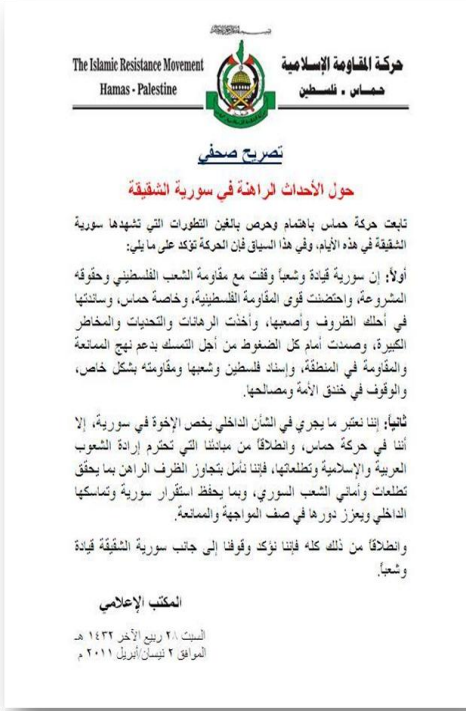 The Islamic Resistance Movement
Hamas - Palestine
حركة المقاومة الإسلامية
حمـــاس - فلسطين
تصريح صحفي
حول الأحداث الراهنة في سورية الشقيقة
تابعت حركة حماس باهتمام وحرص بالغين التطورات التي تشهدها سورية
الشقيقة في هذه الأيام، وفي هذا السياق فإن الحركة تؤكد على ما يلي:
أولاً: إن سورية قيادة وشعباً وقفت مع مقاومة الشعب الفلسطيني وحقوقه
المشروعة، واحتضنت قوى المقاومة الفلسطينية، وخاصة حماس، وساندتها
في أحلك الظروف وأصعبها، وأخذت الرهانات والتحديات والمخاطر
الكبيرة، وصمدت أمام كل الضغوط من أجل التمسك بدعم نهج الممانعة
والمقاومة في المنطقة، وإسناد فلسطين وشعبها ومقاومته بشكل خاص،
والوقوف في خندق الأمة ومصالحها.
ثانياً: إننا نعتبر ما يجري في الشأن الداخلي يخص الإخوة في سورية، إلا
أننا في حركة حماس، وانطلاقاً من مبادئنا التي تحترم إرادة الشعوب
العربية والإسلامية وتطلعاتها، فإننا نأمل بتجاوز الظرف الراهن بما يحقق
تطلعات وأماني الشعب السوري، وبما يحفظ استقرار سورية وتماسكها
الداخلي ويعزز دورها في صف المواجهة والممانعة.
وانطلاقاً من ذلك كله فإننا نؤكد وقوفنا إلى جانب سورية الشقيقة قيادة
وشعباً.
المكتب الإعلامي
السبت ٢٨ ربيع الآخر ١٤٣٢ هـ
الموافق ٢ نيسان/أبريل ٢٠١١ م